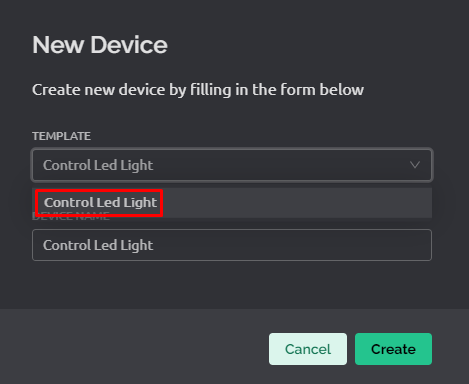 New Device
Create new device by filling in the form below
TEMPLATE
Control Led Light
Control Led Light
DEVICE NAME
Control Led Light
Cancel
Create